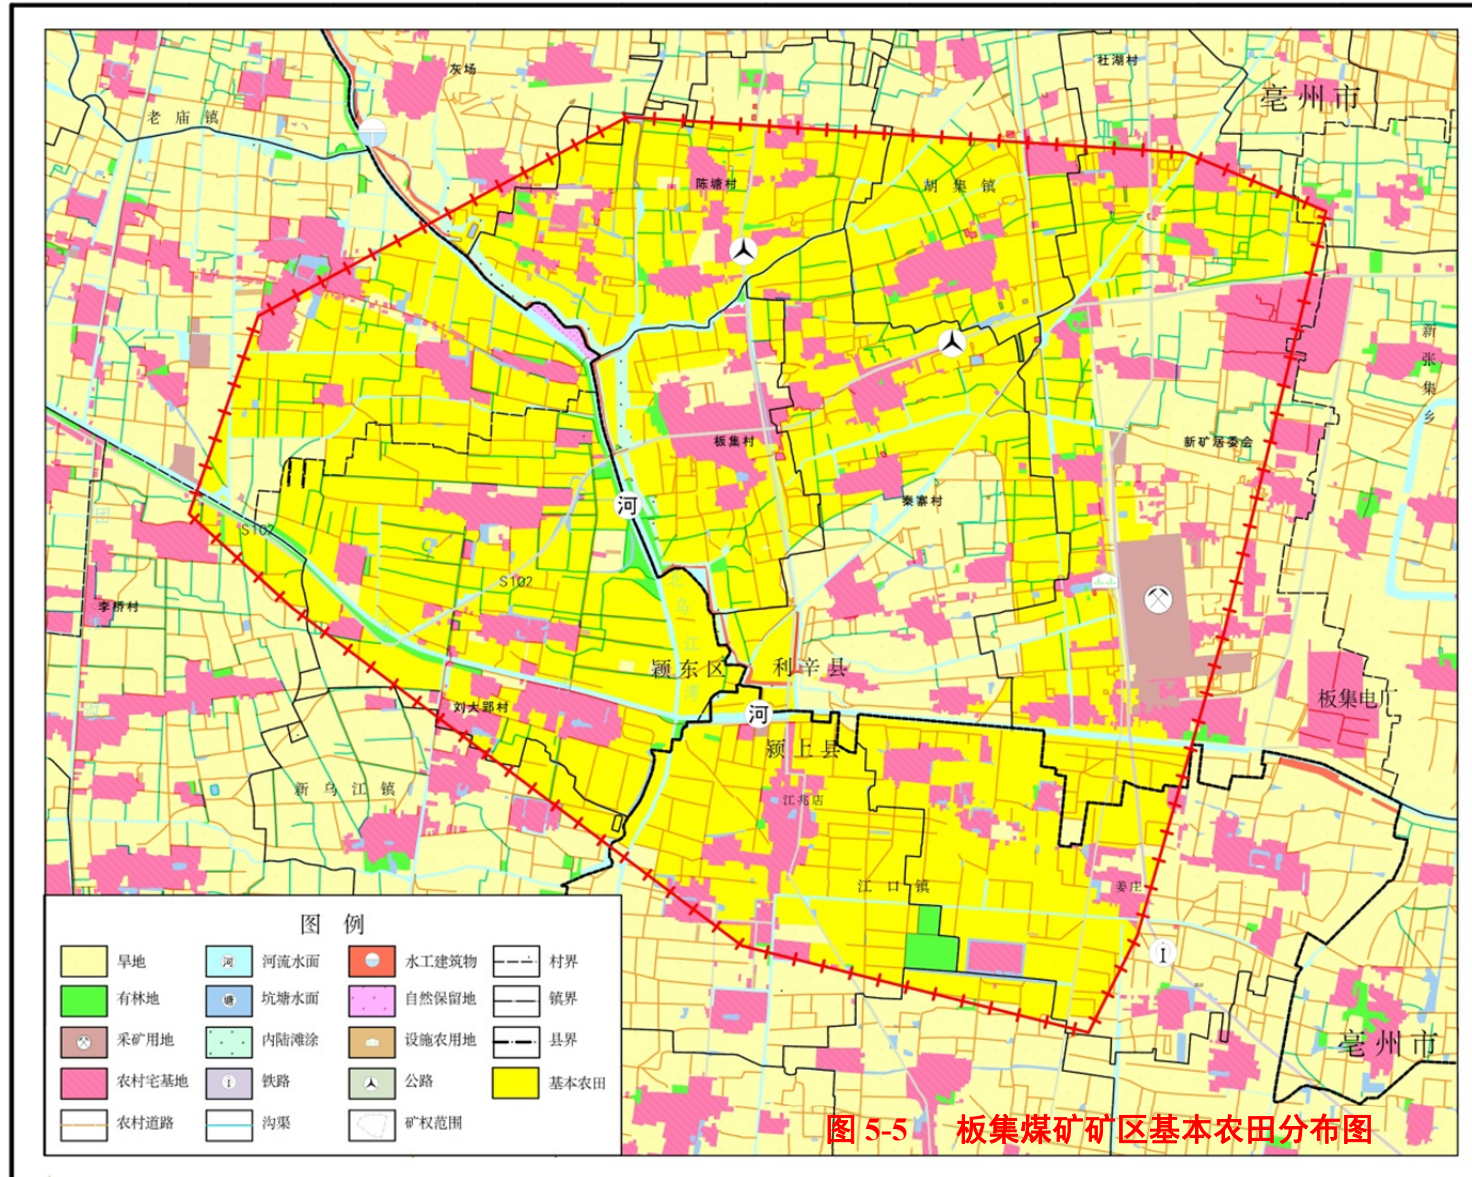 灰场
杜湖村
亳州市
老庙镇
陈塘村
胡集镇
新张集乡
板集村
新矿居委会
秦寨村
河
S102
S102
李桥村
北乌江清
颍东区
利辛县
板集电厂
刘大郢村
河
颍上县
新乌江镇
江兆店
江口镇
姜庄
亳州市
图例
旱地
河
河流水面
水工建筑物
村界
有林地
塘
坑塘水面
自然保留地
镇界
采矿用地
内陆滩涂
设施农用地
县界
农村宅基地
铁路
公路
基本农田
农村道路
沟渠
矿权范围
图 5-5 板集煤矿矿区基本农田分布图